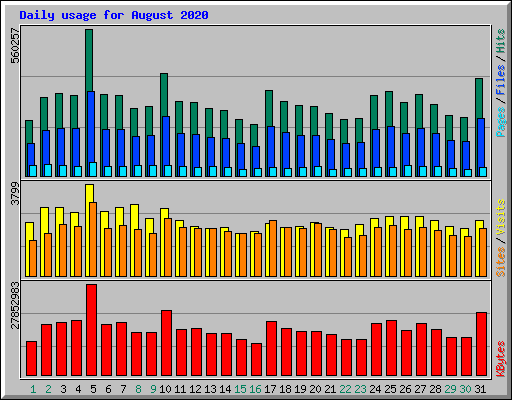 Daily usage for August 2020
560257
Pages / Files / Hits
3799
Sites / Visits
27852983
KBytes
1 2 3 4 5 6 7 8 9 10 11 12 13 14 15 16 17 18 19 20 21 22 23 24 25 26 27 28 29 30 31